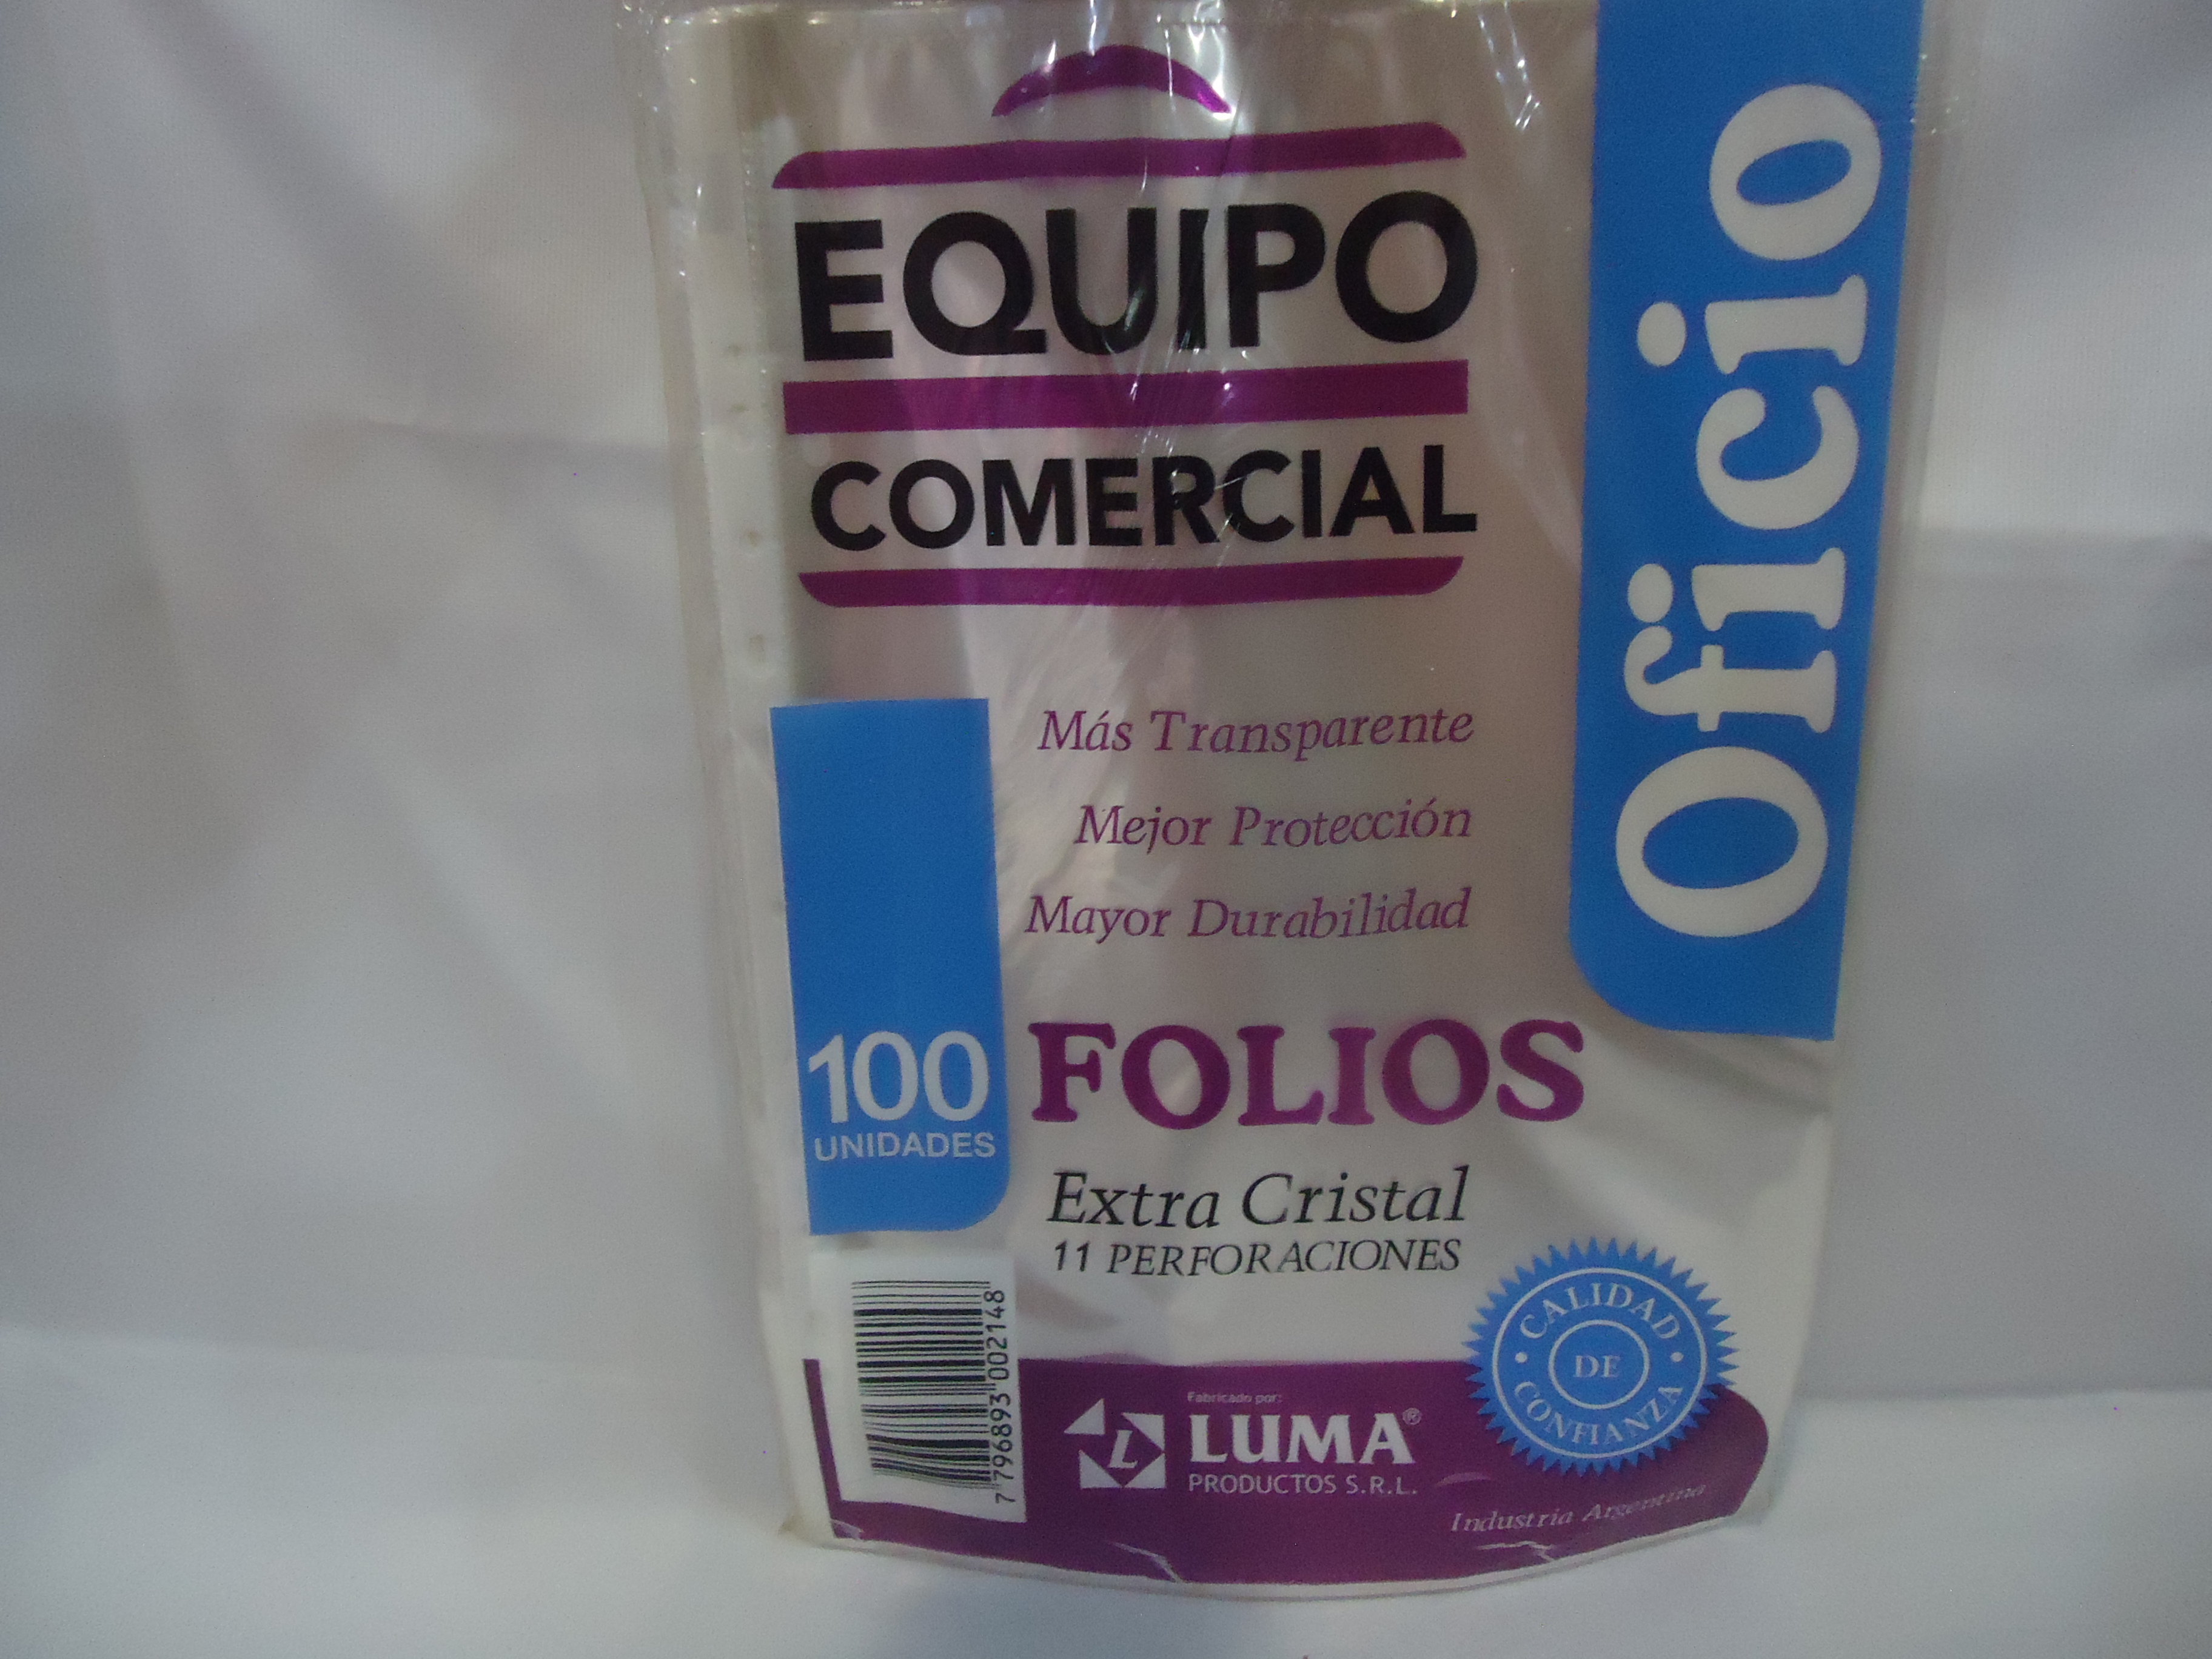 EQUIPO
COMERCIAL
Oficio
Más Transparente
Mejor Protección
Mayor Durabilidad
100
UNIDADES
FOLIOS
Extra Cristal
11 PERFORACIONES
CALIDAD
DE
CONFIANZA
7 796893 002148
Fabricado por:
L
LUMA®
PRODUCTOS S.R.L.
Industria Argentina